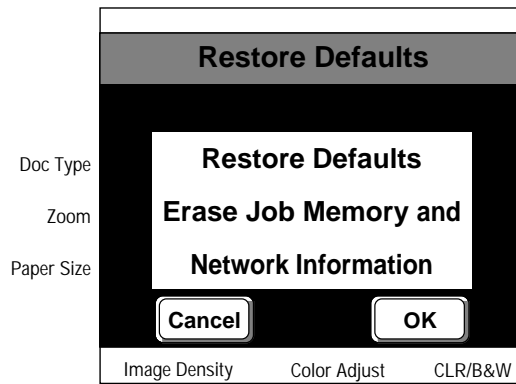 Restore Defaults
Restore Defaults
Erase Job Memory and
Network Information
Doc Type
Zoom
Paper Size
Cancel OK
Image Density Color Adjust CLR/B&W